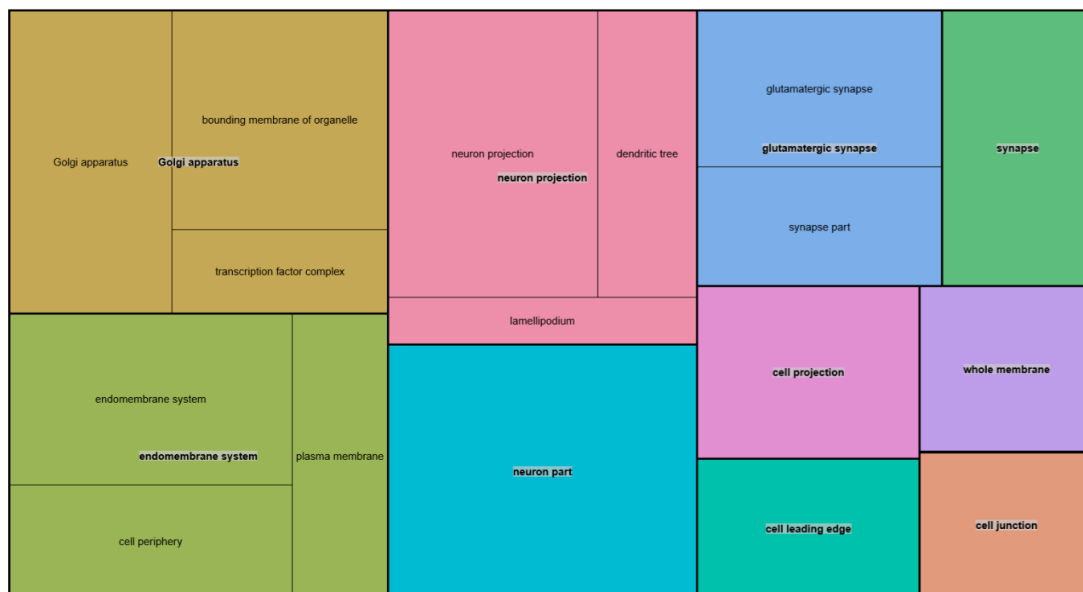 Golgi apparatus
bounding membrane of organelle
Golgi apparatus
transcription factor complex
endomembrane system
endomembrane system
plasma membrane
cell periphery
neuron projection
dendritic tree
neuron projection
lamellipodium
neuron part
glutamatergic synapse
glutamatergic synapse
synapse part
synapse
cell projection
whole membrane
cell leading edge
cell junction